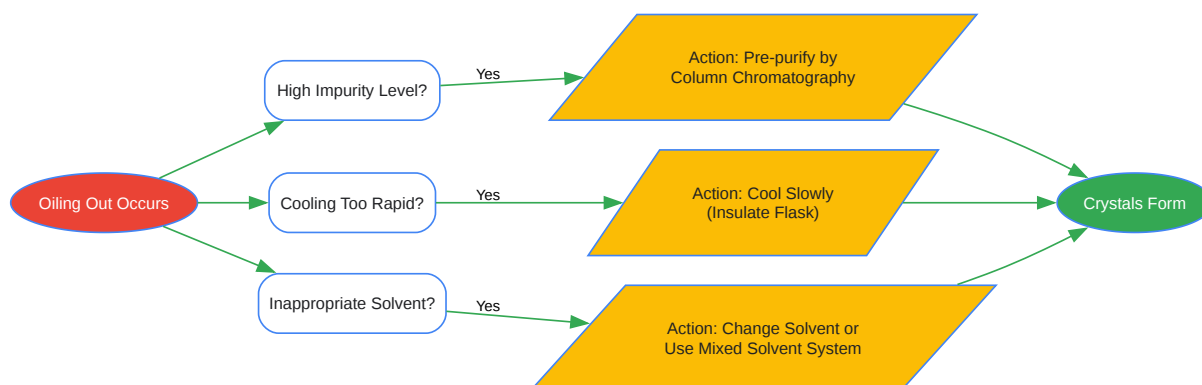 Oiling Out Occurs
High Impurity Level?
Yes
Action: Pre-purify by
Column Chromatography
Cooling Too Rapid?
Yes
Action: Cool Slowly
(Insulate Flask)
Inappropriate Solvent?
Yes
Action: Change Solvent or
Use Mixed Solvent System
Crystals Form